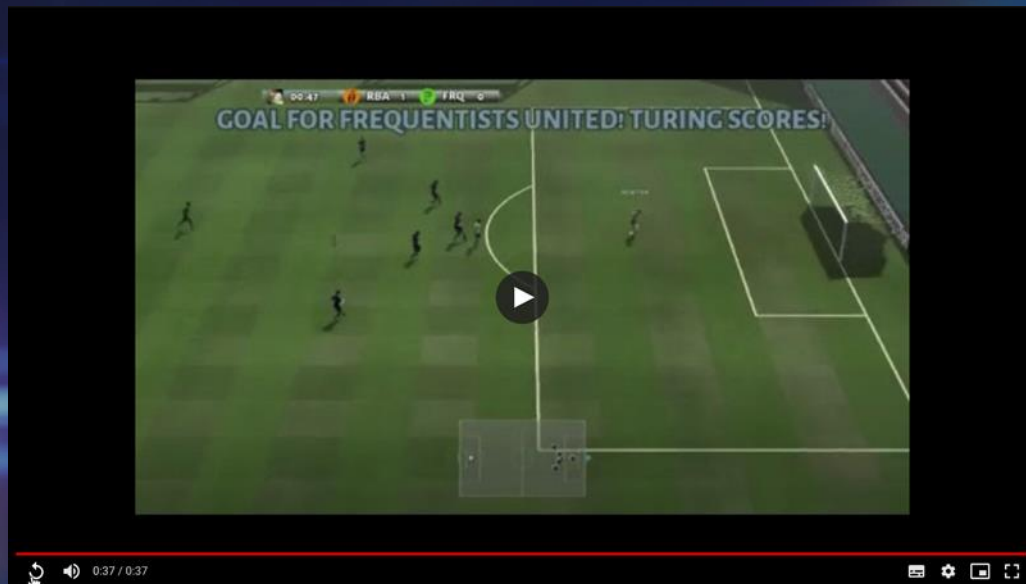 00:47 RBA 1 FRQ 0
GOAL FOR FREQUENTISTS UNITED! TURING SCORES!
0:37 / 0:37